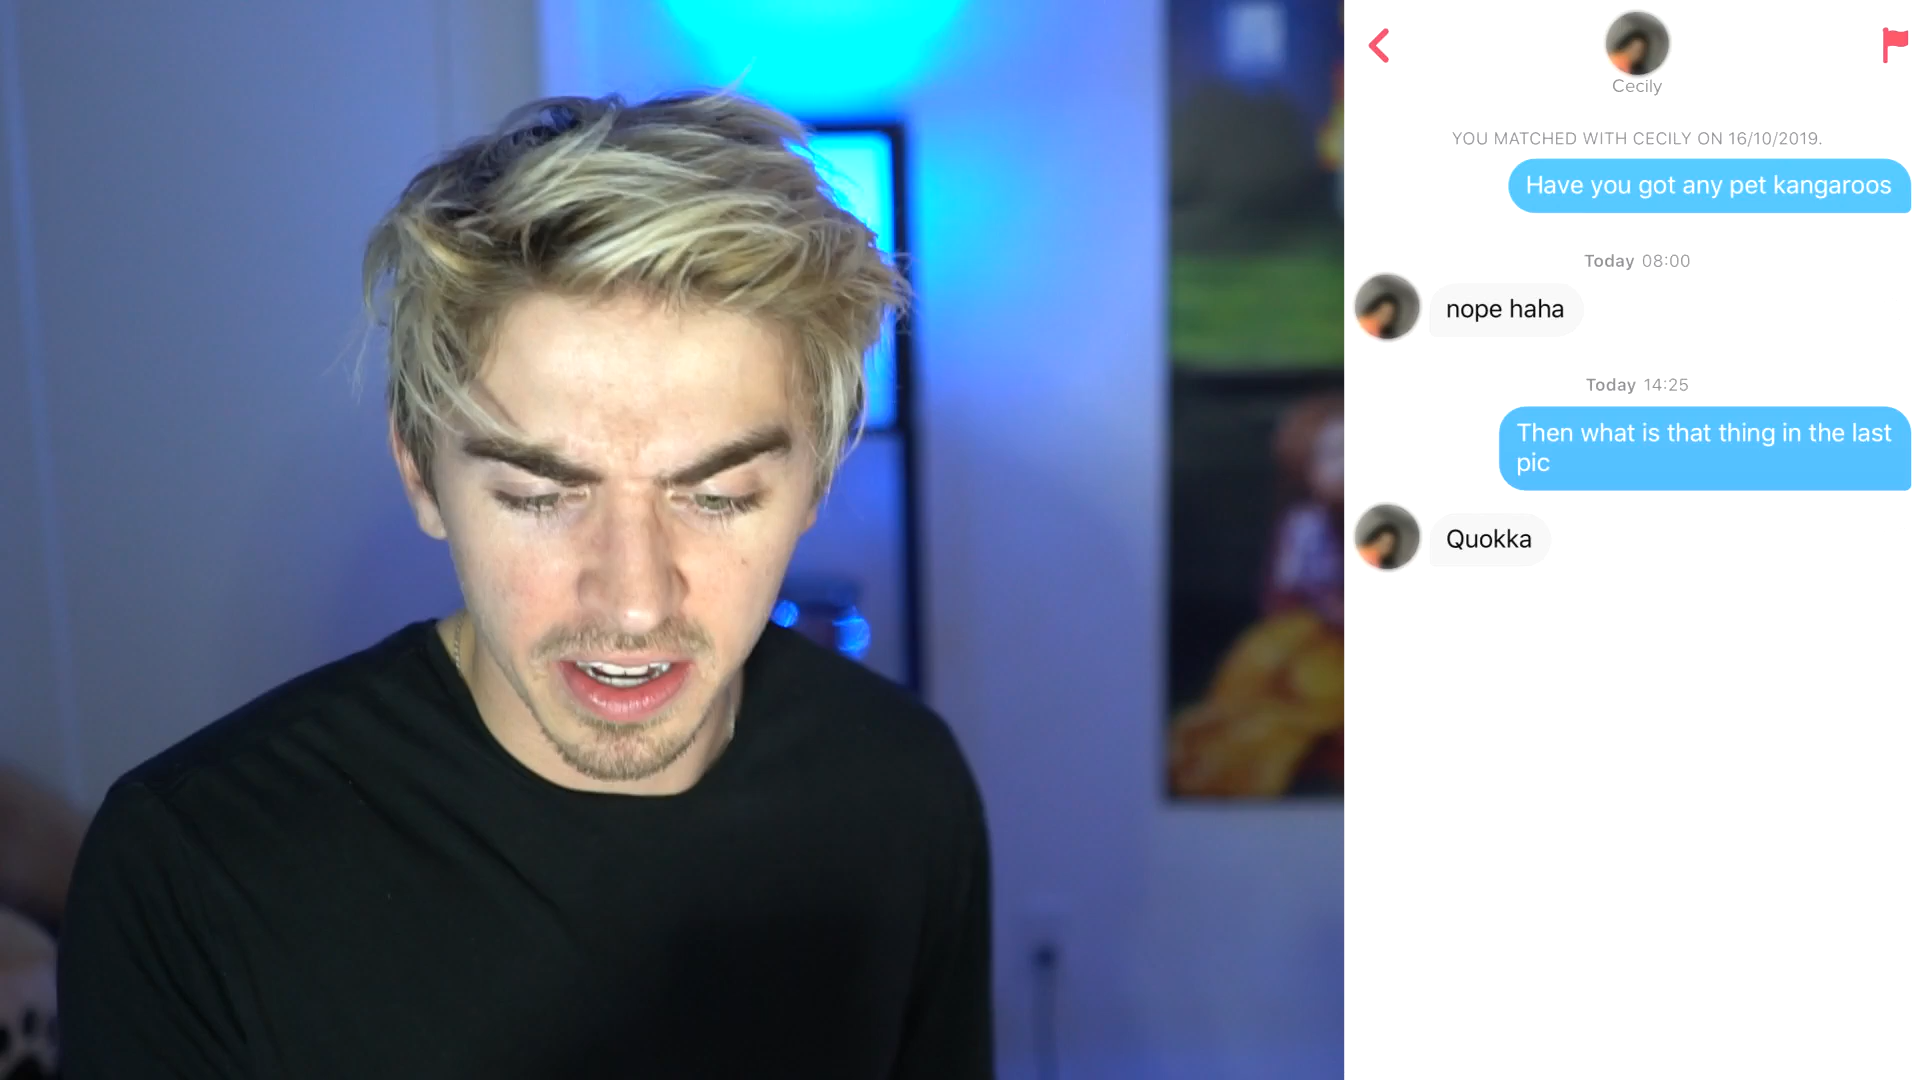 Cecily
YOU MATCHED WITH CECILY ON 16/10/2019.
Have you got any pet kangaroos
Today 08:00
nope haha
Today 14:25
Then what is that thing in the last
pic
Quokka